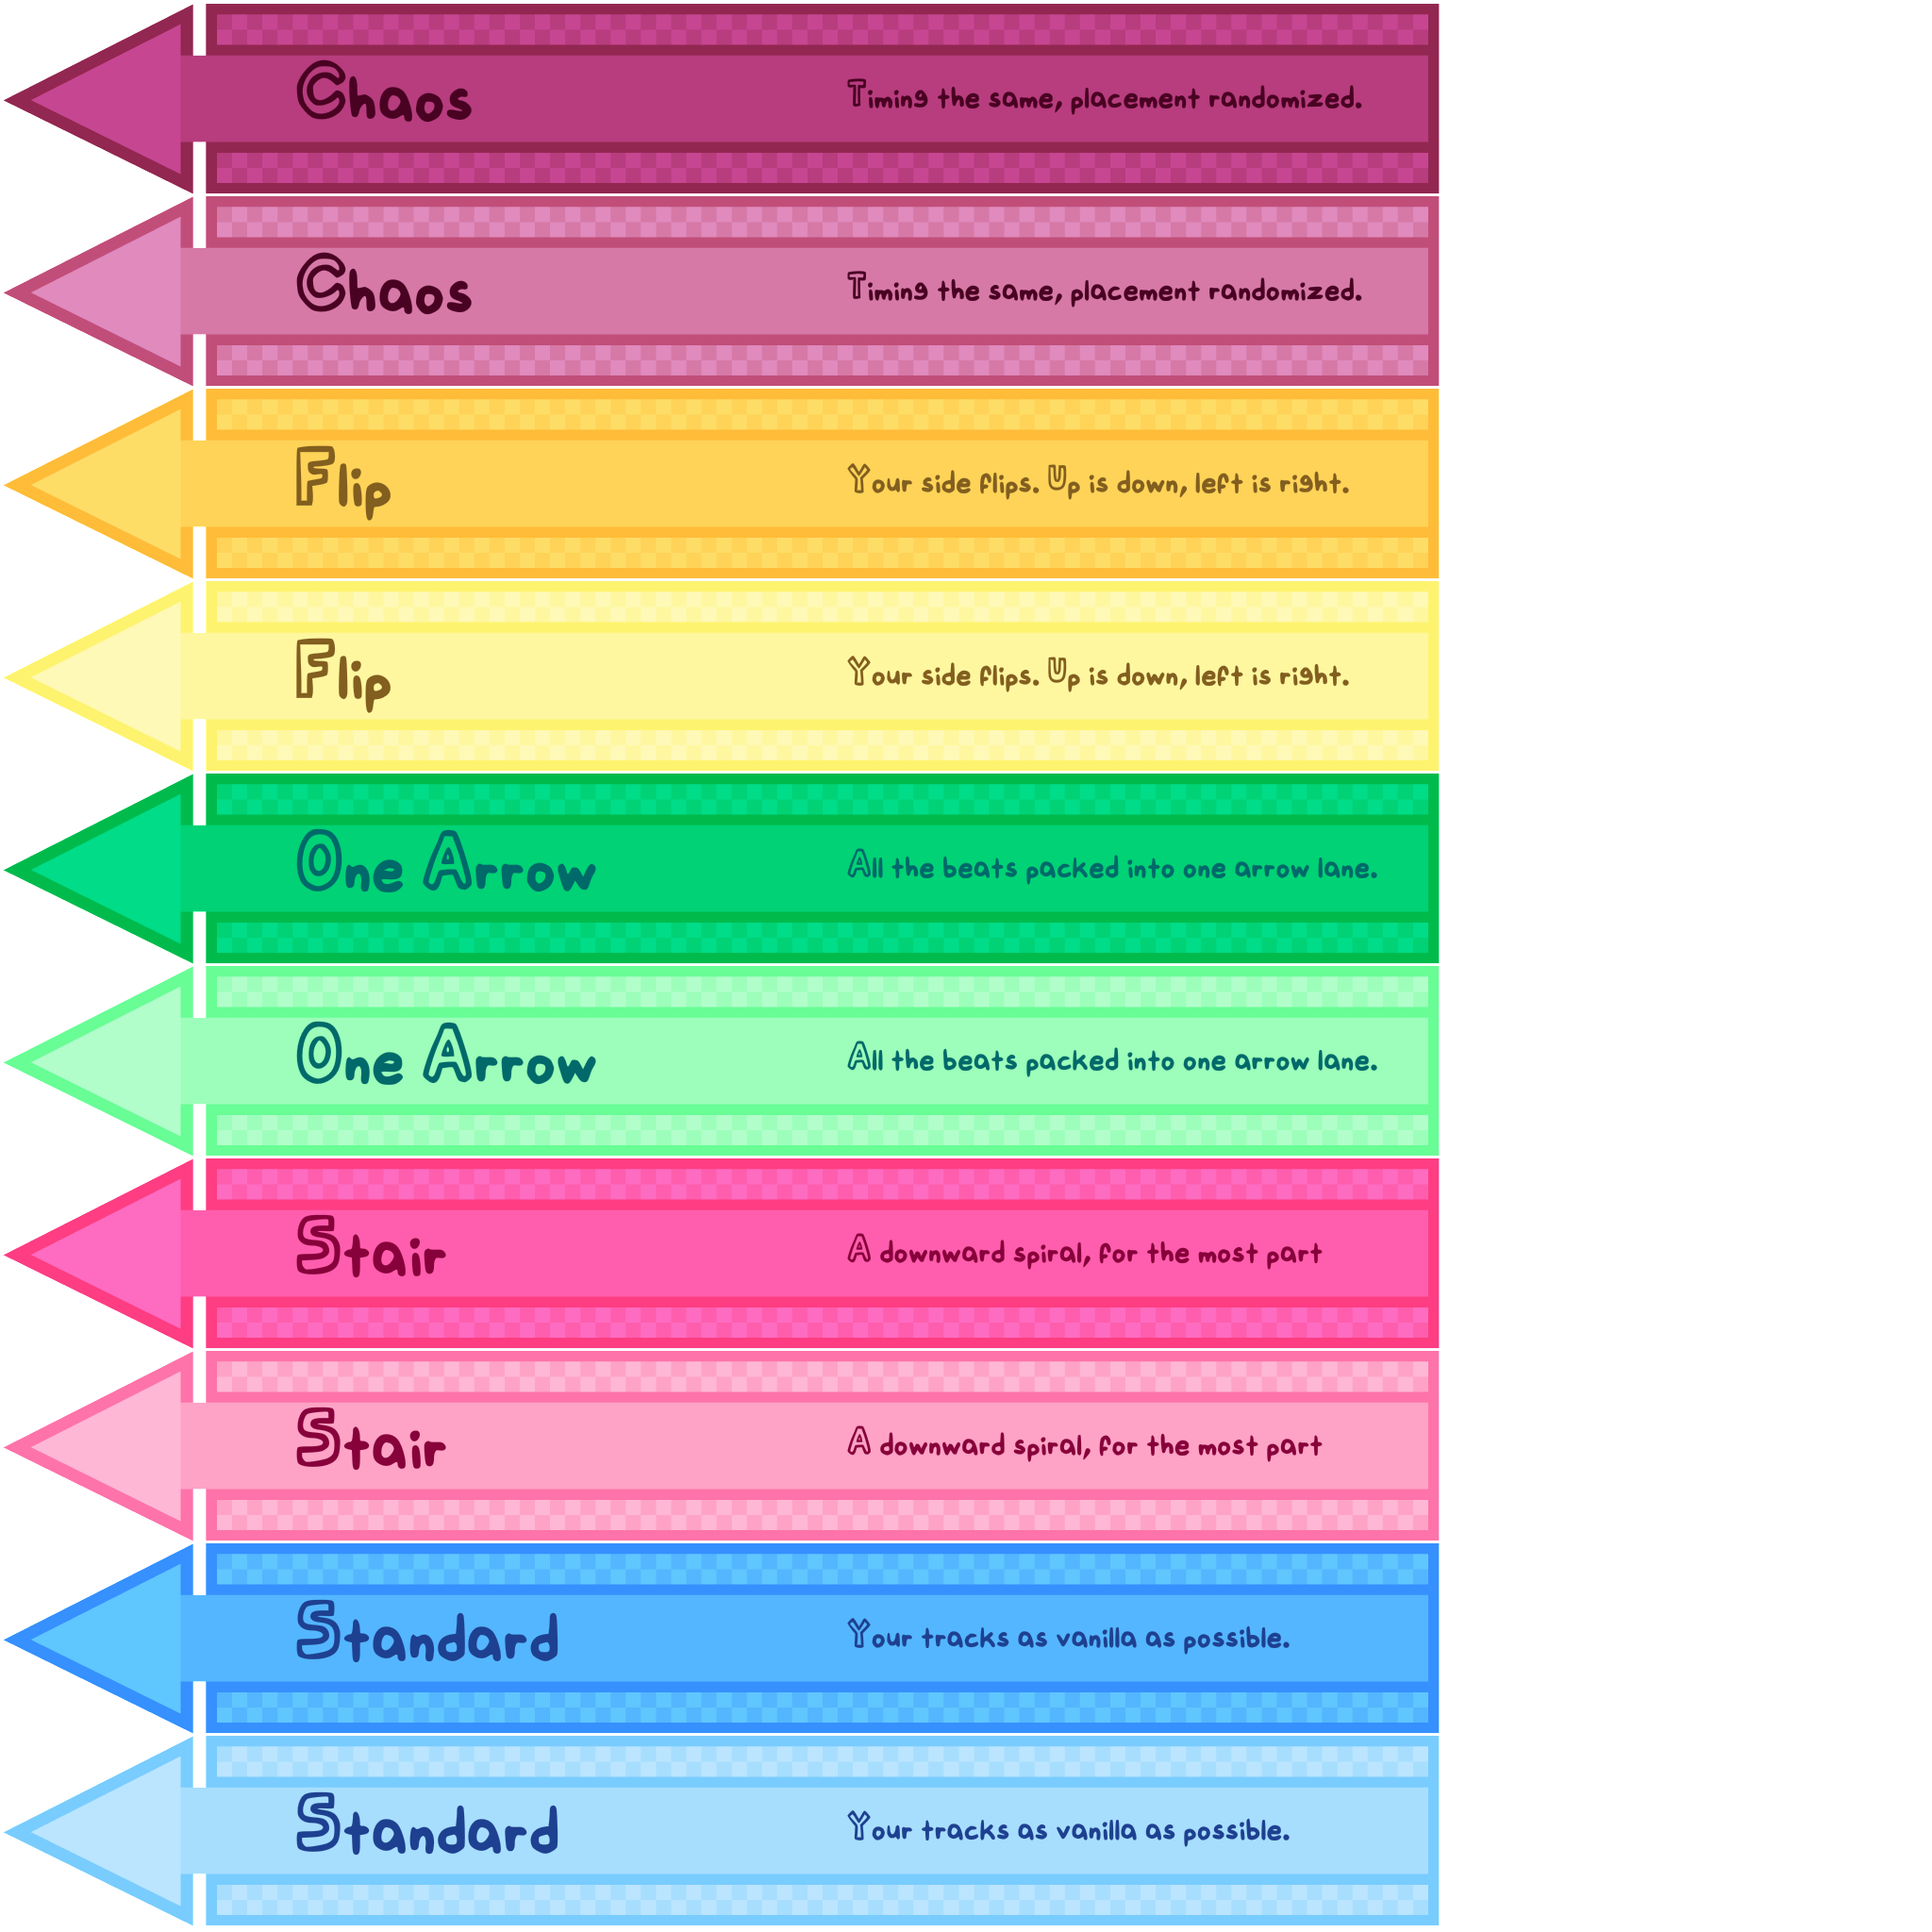 Chaos Timing the same, placement randomized.
Chaos Timing the same, placement randomized.
Flip Your side flips. Up is down, left is right.
Flip Your side flips. Up is down, left is right.
One Arrow All the beats packed into one arrow lane.
One Arrow All the beats packed into one arrow lane.
Stair A downward spiral, for the most part
Stair A downward spiral, for the most part
Standard Your tracks as vanilla as possible.
Standard Your tracks as vanilla as possible.